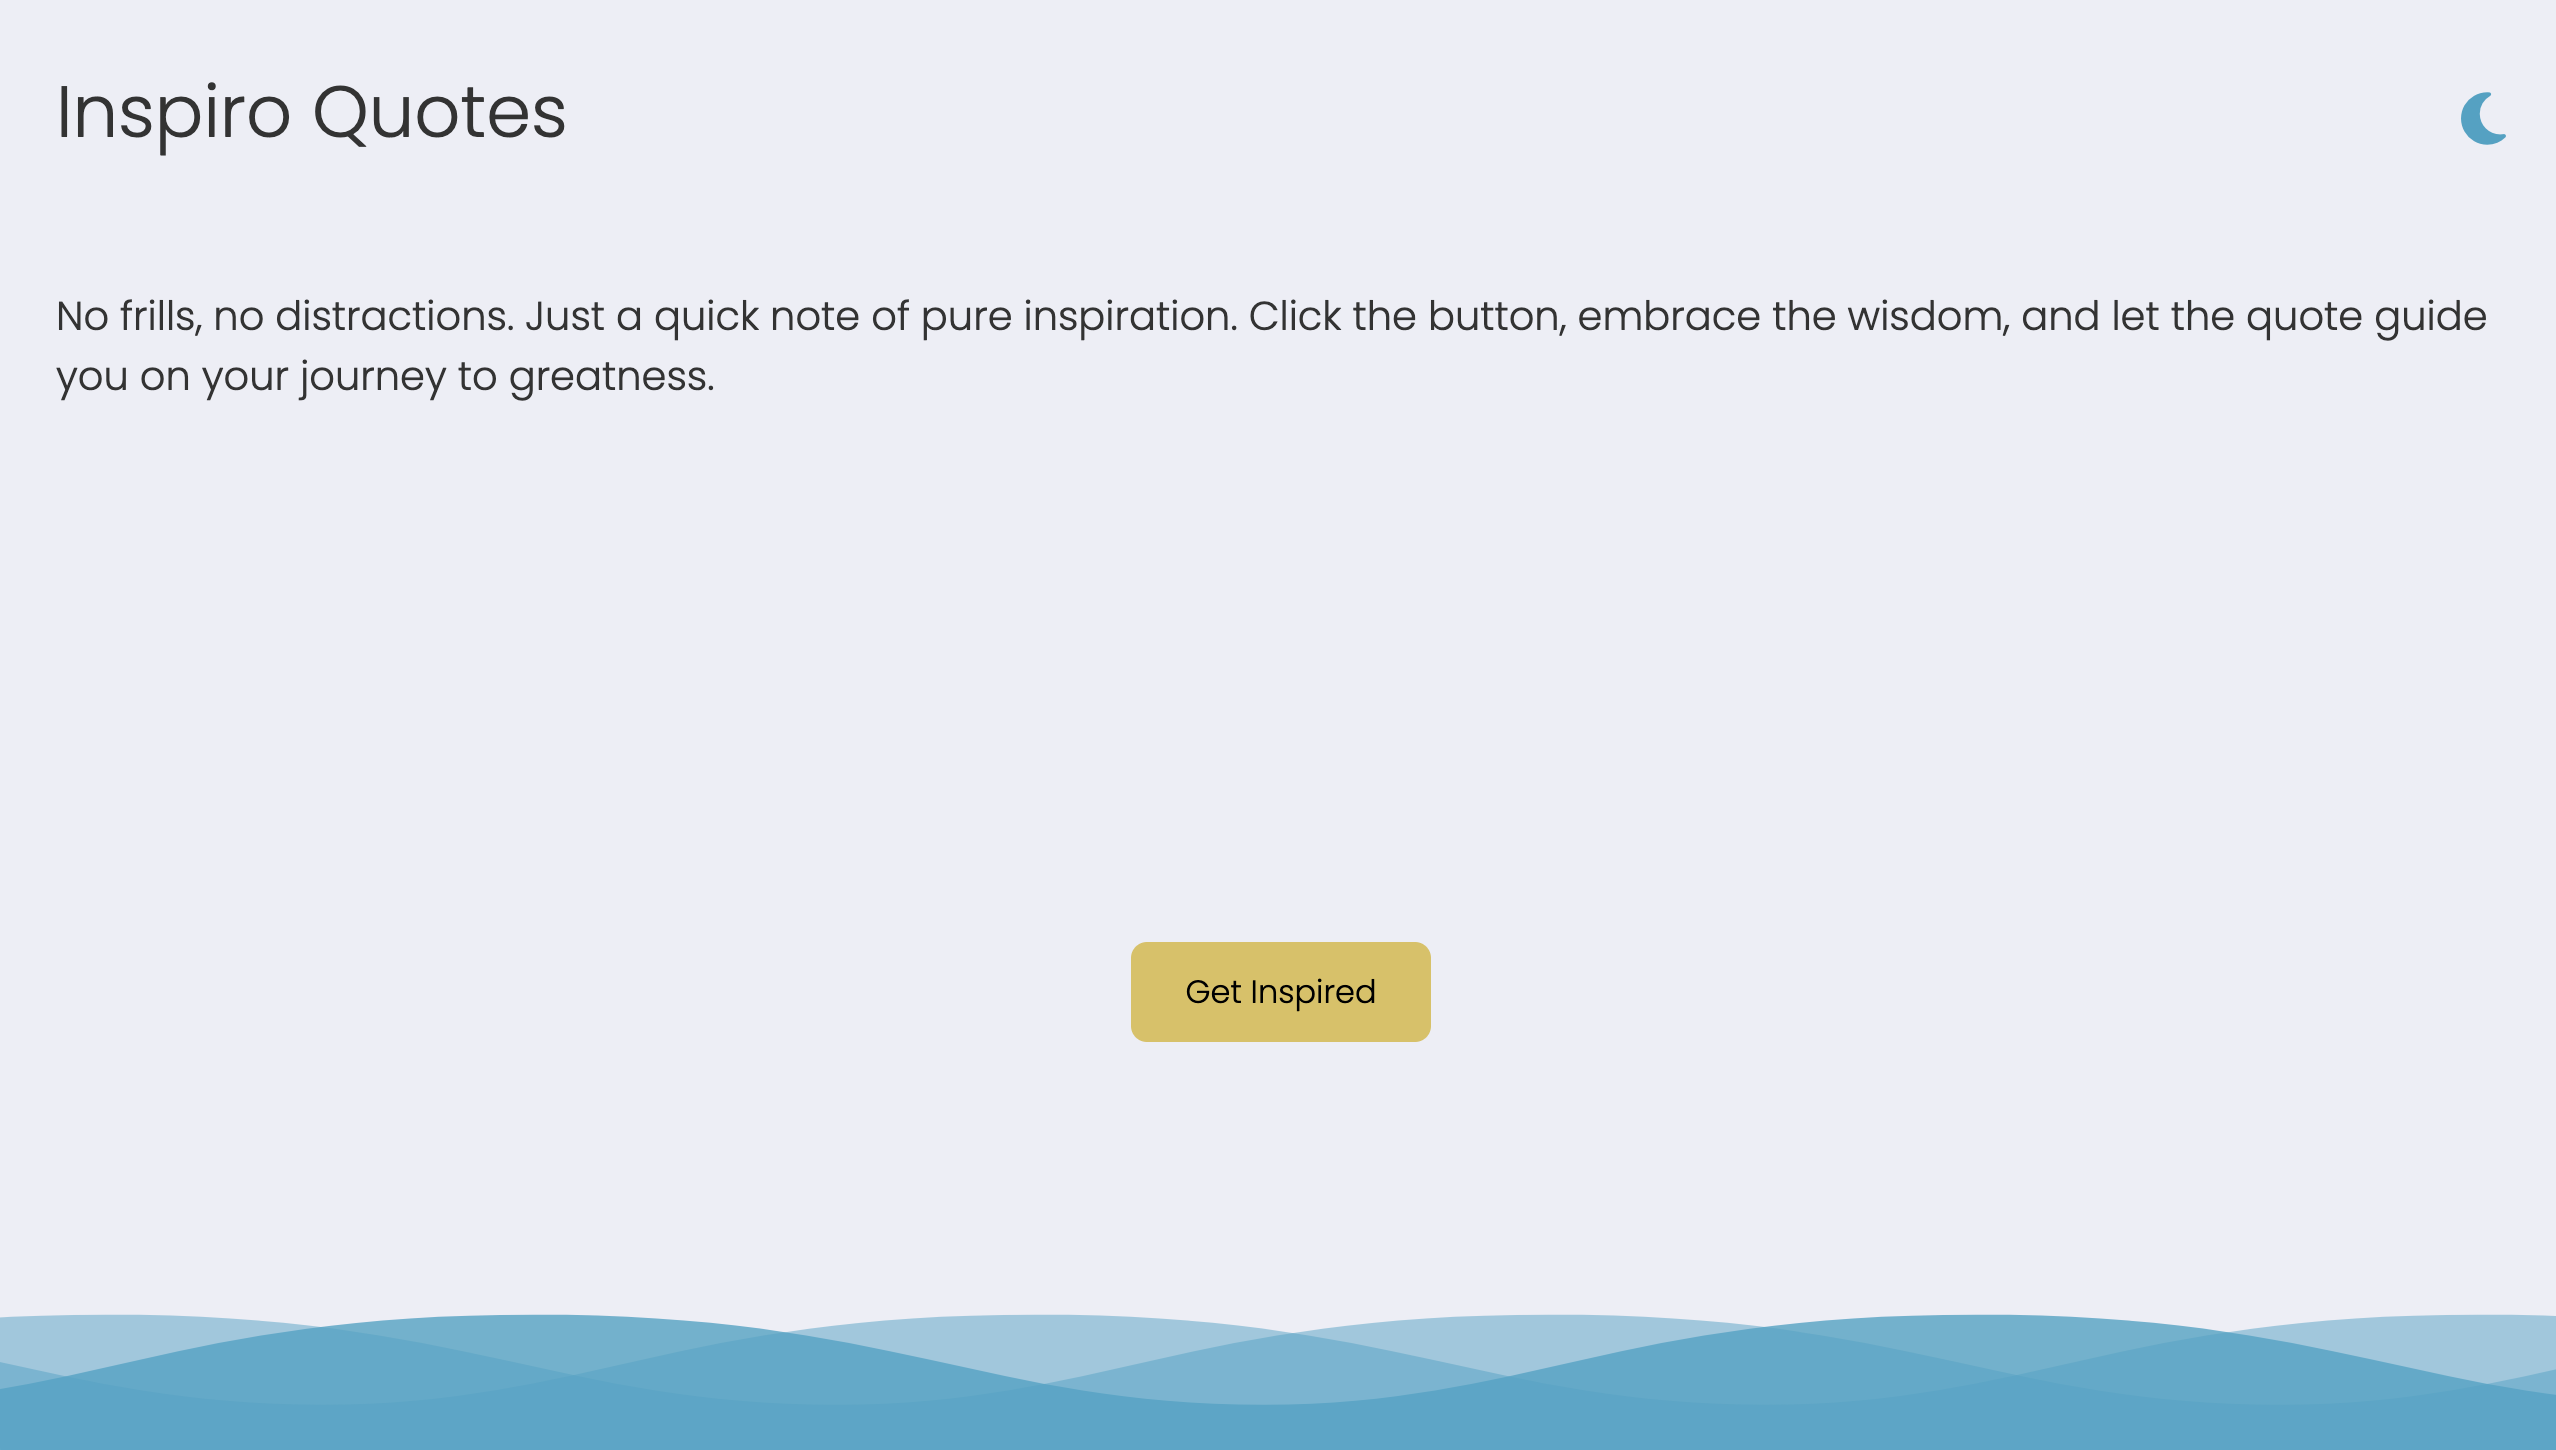 Inspiro Quotes
No frills, no distractions. Just a quick note of pure inspiration. Click the button, embrace the wisdom, and let the quote guide
you on your journey to greatness.
Get Inspired